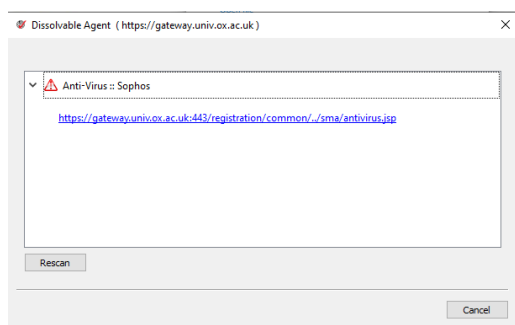 Dissolvable Agent ( https://gateway.univ.ox.ac.uk )
Anti-Virus :: Sophos
https://gateway.univ.ox.ac.uk:443/registration/common/../sma/antivirus.jsp
Rescan
Cancel